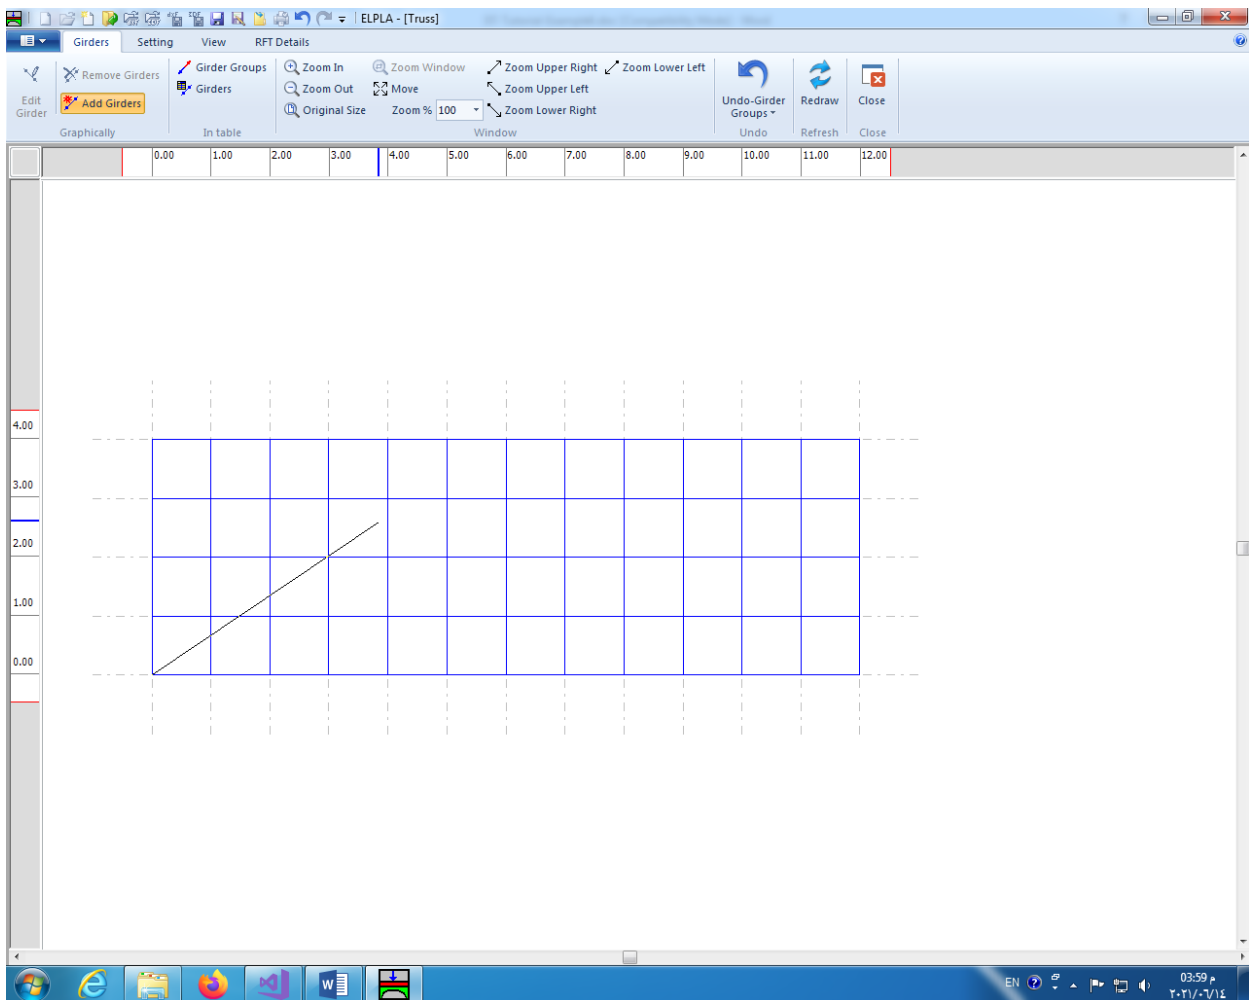 ELPLA - [Truss]
Girders Setting View RFT Details
Edit Girder
Remove Girders
Add Girders
Graphically
Girder Groups
Girders
In table
Zoom In
Zoom Out
Original Size
Zoom Window
Move
Zoom % 100
Zoom Upper Right
Zoom Upper Left
Zoom Lower Right
Zoom Lower Left
Window
Undo-Girder Groups
Undo
Redraw
Refresh
Close
Close
0.00 1.00 2.00 3.00 4.00 5.00 6.00 7.00 8.00 9.00 10.00 11.00 12.00
4.00
3.00
2.00
1.00
0.00
EN
03:59 م
٢٠٢١/٠٦/١٤